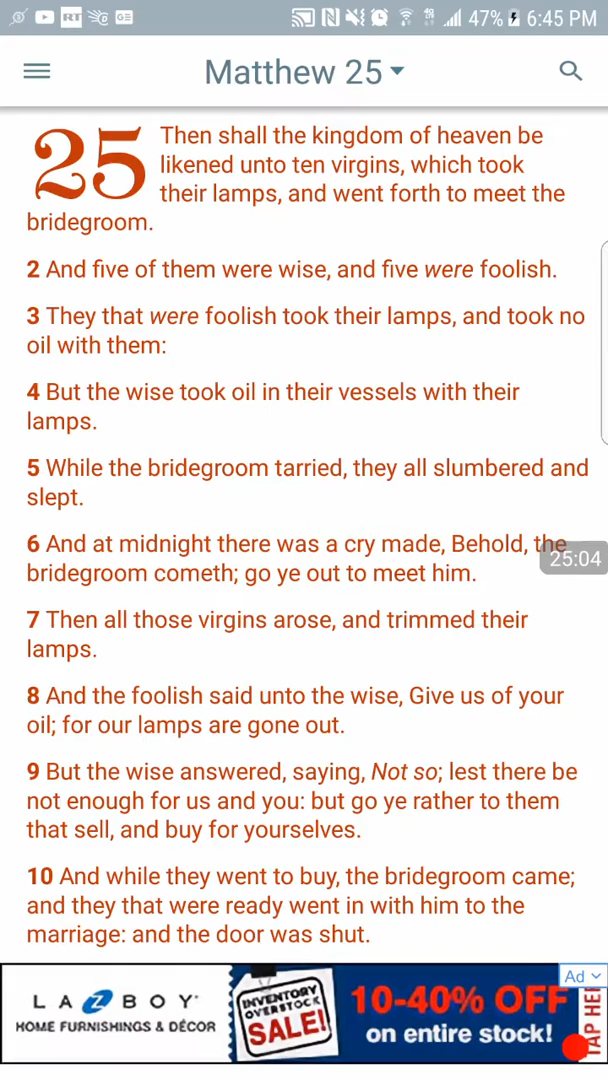 RT GE 47% 6:45 PM
Matthew 25
25 Then shall the kingdom of heaven be
likened unto ten virgins, which took
their lamps, and went forth to meet the
bridegroom.
2 And five of them were wise, and five were foolish.
3 They that were foolish took their lamps, and took no
oil with them:
4 But the wise took oil in their vessels with their
lamps.
5 While the bridegroom tarried, they all slumbered and
slept.
6 And at midnight there was a cry made, Behold, the
25:04
bridegroom cometh; go ye out to meet him.
7 Then all those virgins arose, and trimmed their
lamps.
8 And the foolish said unto the wise, Give us of your
oil; for our lamps are gone out.
9 But the wise answered, saying, Not so; lest there be
not enough for us and you: but go ye rather to them
that sell, and buy for yourselves.
10 And while they went to buy, the bridegroom came;
and they that were ready went in with him to the
marriage: and the door was shut.
Ad
LA Z BOY
HOME FURNISHINGS & DÉCOR
INVENTORY
OVERSTOCK
SALE!
10-40% OFF
on entire stock!
TAP HE